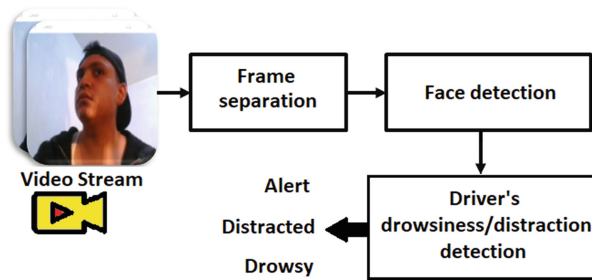 Frame
separation
Face detection
Video Stream
Driver's
drowsiness/distraction
detection
Alert
Distracted
Drowsy